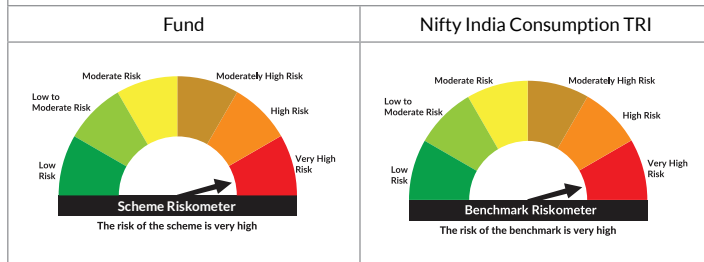 Fund
Nifty India Consumption TRI
Moderate Risk
Moderately High Risk
Low to
Moderate Risk
High Risk
Low
Risk
Very High
Risk
Scheme Riskometer
The risk of the scheme is very high
Moderate Risk
Moderately High Risk
Low to
Moderate Risk
High Risk
Low
Risk
Very High
Risk
Benchmark Riskometer
The risk of the benchmark is very high